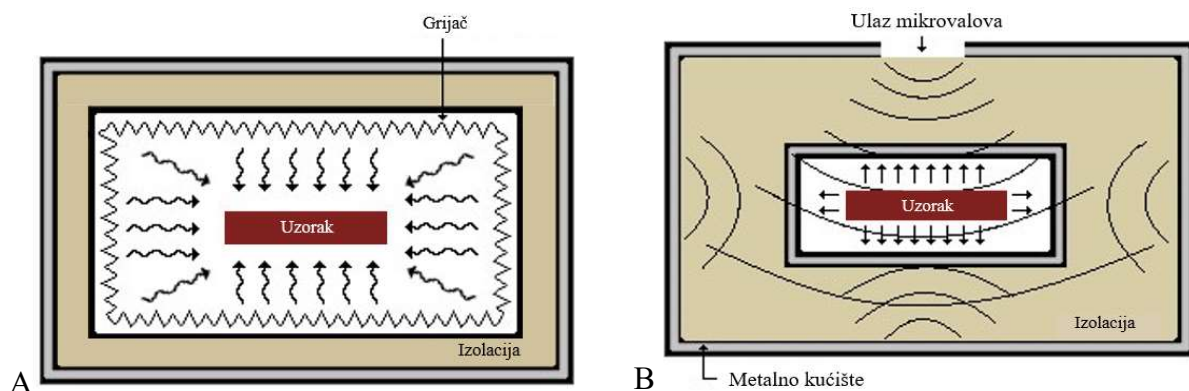 Grijač
Uzorak
Izolacija
A
Ulaz mikrovalova
Uzorak
Izolacija
B
Metalno kućište